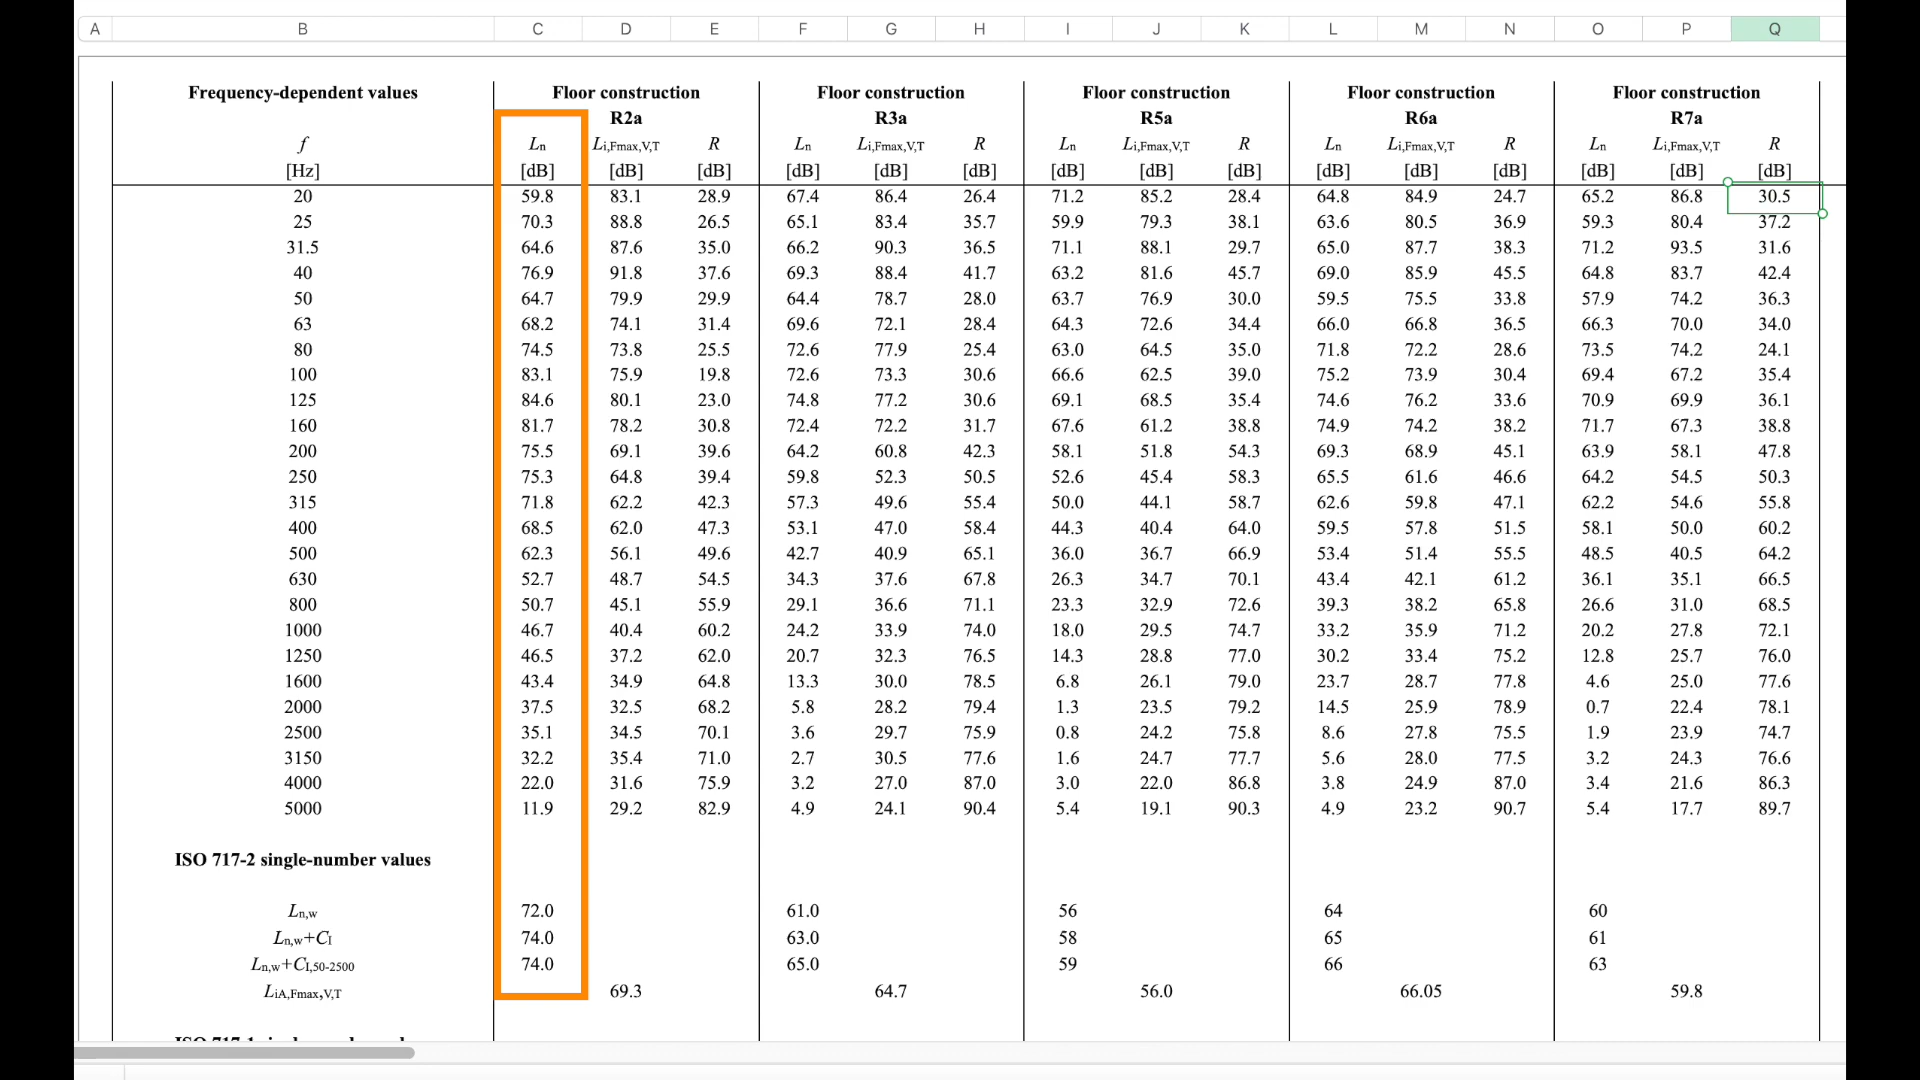 A B C D E F G H I J K L M N O P Q
Frequency-dependent values Floor construction Floor construction Floor construction Floor construction Floor construction
R2a R3a R5a R6a R7a
f Ln Li,Fmax,V,T R Ln Li,Fmax,V,T R Ln Li,Fmax,V,T R Ln Li,Fmax,V,T R Ln Li,Fmax,V,T R
[Hz] [dB] [dB] [dB] [dB] [dB] [dB] [dB] [dB] [dB] [dB] [dB] [dB] [dB] [dB] [dB]
20 59.8 83.1 28.9 67.4 86.4 26.4 71.2 85.2 28.4 64.8 84.9 24.7 65.2 86.8 30.5
25 70.3 88.8 26.5 65.1 83.4 35.7 59.9 79.3 38.1 63.6 80.5 36.9 59.3 80.4 37.2
31.5 64.6 87.6 35.0 66.2 90.3 36.5 71.1 88.1 29.7 65.0 87.7 38.3 71.2 93.5 31.6
40 76.9 91.8 37.6 69.3 88.4 41.7 63.2 81.6 45.7 69.0 85.9 45.5 64.8 83.7 42.4
50 64.7 79.9 29.9 64.4 78.7 28.0 63.7 76.9 30.0 59.5 75.5 33.8 57.9 74.2 36.3
63 68.2 74.1 31.4 69.6 72.1 28.4 64.3 72.6 34.4 66.0 66.8 36.5 66.3 70.0 34.0
80 74.5 73.8 25.5 72.6 77.9 25.4 63.0 64.5 35.0 71.8 72.2 28.6 73.5 74.2 24.1
100 83.1 75.9 19.8 72.6 73.3 30.6 66.6 62.5 39.0 75.2 73.9 30.4 69.4 67.2 35.4
125 84.6 80.1 23.0 74.8 77.2 30.6 69.1 68.5 35.4 74.6 76.2 33.6 70.9 69.9 36.1
160 81.7 78.2 30.8 72.4 72.2 31.7 67.6 61.2 38.8 74.9 74.2 38.2 71.7 67.3 38.8
200 75.5 69.1 39.6 64.2 60.8 42.3 58.1 51.8 54.3 69.3 68.9 45.1 63.9 58.1 47.8
250 75.3 64.8 39.4 59.8 52.3 50.5 52.6 45.4 58.3 65.5 61.6 46.6 64.2 54.5 50.3
315 71.8 62.2 42.3 57.3 49.6 55.4 50.0 44.1 58.7 62.6 59.8 47.1 62.2 54.6 55.8
400 68.5 62.0 47.3 53.1 47.0 58.4 44.3 40.4 64.0 59.5 57.8 51.5 58.1 50.0 60.2
500 62.3 56.1 49.6 42.7 40.9 65.1 36.0 36.7 66.9 53.4 51.4 55.5 48.5 40.5 64.2
630 52.7 48.7 54.5 34.3 37.6 67.8 26.3 34.7 70.1 43.4 42.1 61.2 36.1 35.1 66.5
800 50.7 45.1 55.9 29.1 36.6 71.1 23.3 32.9 72.6 39.3 38.2 65.8 26.6 31.0 68.5
1000 46.7 40.4 60.2 24.2 33.9 74.0 18.0 29.5 74.7 33.2 35.9 71.2 20.2 27.8 72.1
1250 46.5 37.2 62.0 20.7 32.3 76.5 14.3 28.8 77.0 30.2 33.4 75.2 12.8 25.7 76.0
1600 43.4 34.9 64.8 13.3 30.0 78.5 6.8 26.1 79.0 23.7 28.7 77.8 4.6 25.0 77.6
2000 37.5 32.5 68.2 5.8 28.2 79.4 1.3 23.5 79.2 14.5 25.9 78.9 0.7 22.4 78.1
2500 35.1 34.5 70.1 3.6 29.7 75.9 0.8 24.2 75.8 8.6 27.8 75.5 1.9 23.9 74.7
3150 32.2 35.4 71.0 2.7 30.5 77.6 1.6 24.7 77.7 5.6 28.0 77.5 3.2 24.3 76.6
4000 22.0 31.6 75.9 3.2 27.0 87.0 3.0 22.0 86.8 3.8 24.9 87.0 3.4 21.6 86.3
5000 11.9 29.2 82.9 4.9 24.1 90.4 5.4 19.1 90.3 4.9 23.2 90.7 5.4 17.7 89.7
ISO 717-2 single-number values
Ln,w 72.0 61.0 56 64 60
Ln,w+CI 74.0 63.0 58 65 61
Ln,w+CI,50-2500 74.0 65.0 59 66 63
LiA,Fmax,V,T 69.3 64.7 56.0 66.05 59.8